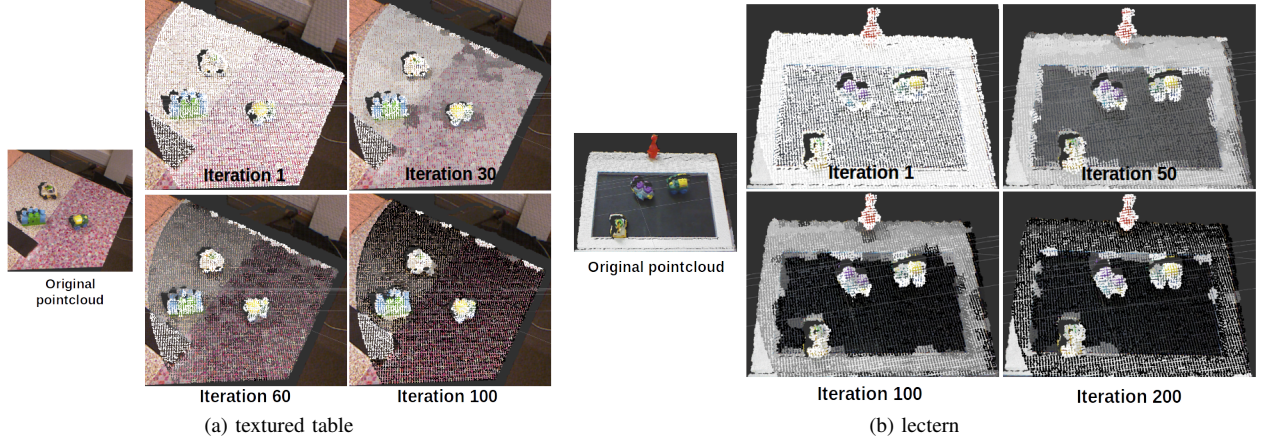 Iteration 1
Iteration 30
Original
pointcloud
Iteration 60
Iteration 100
(a) textured table
Iteration 1
Iteration 50
Original pointcloud
Iteration 100
Iteration 200
(b) lectern